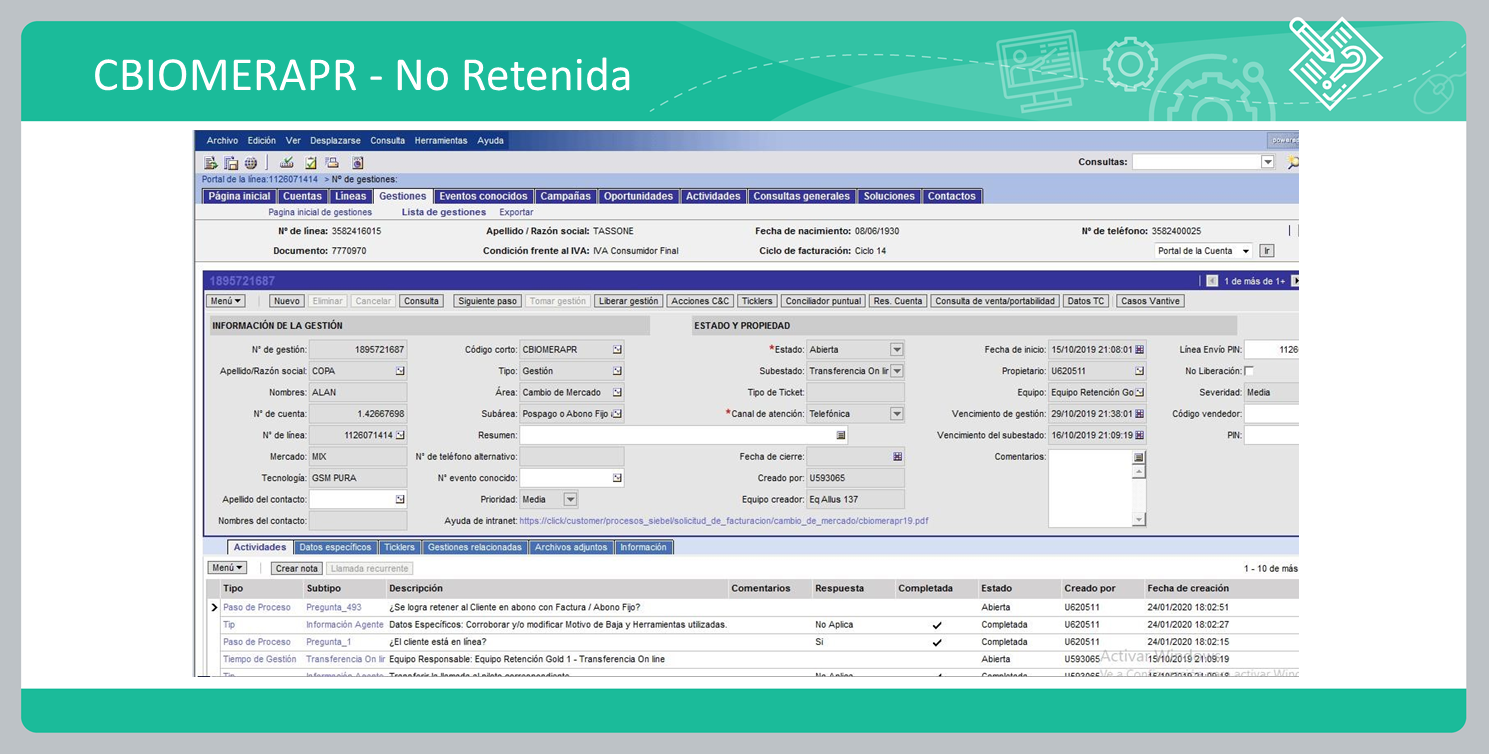 CBIOMERAPR - No Retenida
Archivo Edición Ver Desplazarse Consulta Herramientas Ayuda
Consultas:
Portal de la línea:1126071414 > Nº de gestiones:
Página inicial Cuentas Líneas Gestiones Eventos conocidos Campañas Oportunidades Actividades Consultas generales Soluciones Contactos
Pagina inicial de gestiones Lista de gestiones Exportar
Nº de línea: 3582416015 Apellido / Razón social: TASSONE Fecha de nacimiento: 08/06/1930 Nº de teléfono: 3582400025
Documento: 7770970 Condición frente al IVA: IVA Consumidor Final Ciclo de facturación: Ciclo 14 Portal de la Cuenta Ir
1895721687 1 de más de 1+
Menú Nuevo Eliminar Cancelar Consulta Siguiente paso Tomar gestión Liberar gestión Acciones C&C Ticklers Conciliador puntual Res. Cuenta Consulta de venta/portabilidad Datos TC Casos Vantive
INFORMACIÓN DE LA GESTIÓN ESTADO Y PROPIEDAD
N° de gestión: 1895721687 Código corto: CBIOMERAPR *Estado: Abierta Fecha de inicio: 15/10/2019 21:08:01 Línea Envío PIN: 1126
Apellido/Razón social: COPA Tipo: Gestión Subestado: Transferencia On lir Propietario: U620511 No Liberación:
Nombres: ALAN Área: Cambio de Mercado Tipo de Ticket: Equipo: Equipo Retención Go Severidad: Media
N° de cuenta: 1.42667698 Subárea: Pospago o Abono Fijo *Canal de atención: Telefónica Vencimiento de gestión: 29/10/2019 21:38:01 Código vendedor:
N° de línea: 1126071414 Resumen: Vencimiento del subestado: 16/10/2019 21:09:19 PIN:
Mercado: MIX N° de teléfono alternativo: Fecha de cierre: Comentarios:
Tecnología: GSM PURA N° evento conocido: Creado por: U593065
Apellido del contacto: Prioridad: Media Equipo creador: Eq Allus 137
Nombres del contacto: Ayuda de intranet: https://click/customer/procesos_siebel/solicitud_de_facturacion/cambio_de_mercado/cbiomerapr19.pdf
Actividades Datos específicos Ticklers Gestiones relacionadas Archivos adjuntos Información
Menú Crear nota Llamada recurrente 1 - 10 de más
Tipo Subtipo Descripción Comentarios Respuesta Completada Estado Creado por Fecha de creación
Paso de Proceso Pregunta_493 ¿Se logra retener al Cliente en abono con Factura / Abono Fijo? Abierta U620511 24/01/2020 18:02:51
Tip Información Agente Datos Específicos: Corroborar y/o modificar Motivo de Baja y Herramientas utilizadas. No Aplica Completada U620511 24/01/2020 18:02:27
Paso de Proceso Pregunta_1 ¿El cliente está en línea? Si Completada U620511 24/01/2020 18:02:15
Tiempo de Gestión Transferencia On lir Equipo Responsable: Equipo Retención Gold 1 - Transferencia On line Abierta U593065 15/10/2019 21:09:19
Tip Información Agente Transferir la llamada al piloto correspondiente No Aplica Completada U593065 15/10/2019 21:09:18
Activar Windows